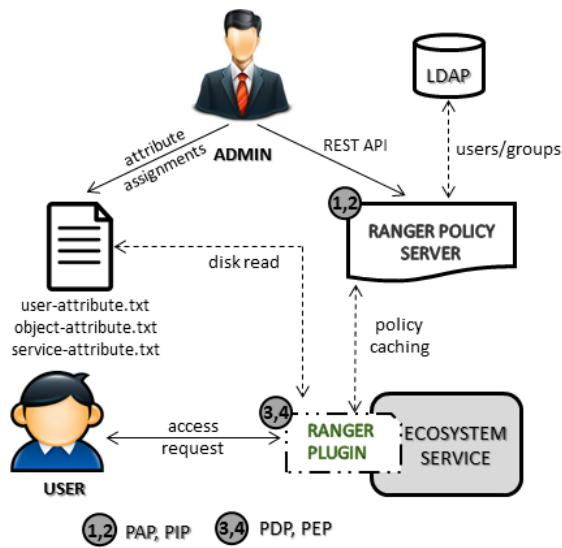 LDAP
ADMIN
attribute
assignments
REST API
users/groups
1,2
RANGER POLICY
SERVER
disk read
user-attribute.txt
object-attribute.txt
service-attribute.txt
policy
caching
3,4
RANGER
PLUGIN
ECOSYSTEM
SERVICE
access
request
USER
1,2 PAP, PIP
3,4 PDP, PEP